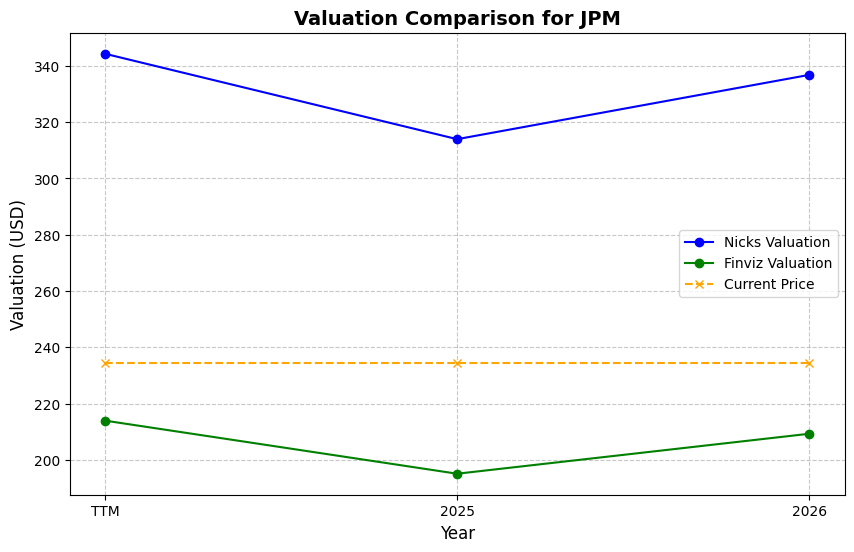 Valuation Comparison for JPM
Valuation (USD)
340
320
300
280
260
240
220
200
Nicks Valuation
Finviz Valuation
Current Price
TTM
2025
2026
Year